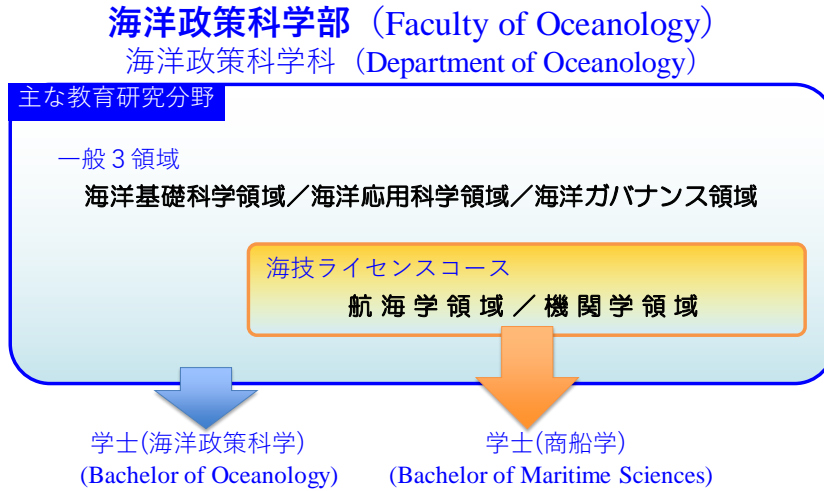 海洋政策科学部（Faculty of Oceanology）
海洋政策科学科（Department of Oceanology）
主な教育研究分野
一般３領域
海洋基礎科学領域／海洋応用科学領域／海洋ガバナンス領域
海技ライセンスコース
航海学領域／機関学領域
学士(海洋政策科学)
(Bachelor of Oceanology)
学士(商船学)
(Bachelor of Maritime Sciences)